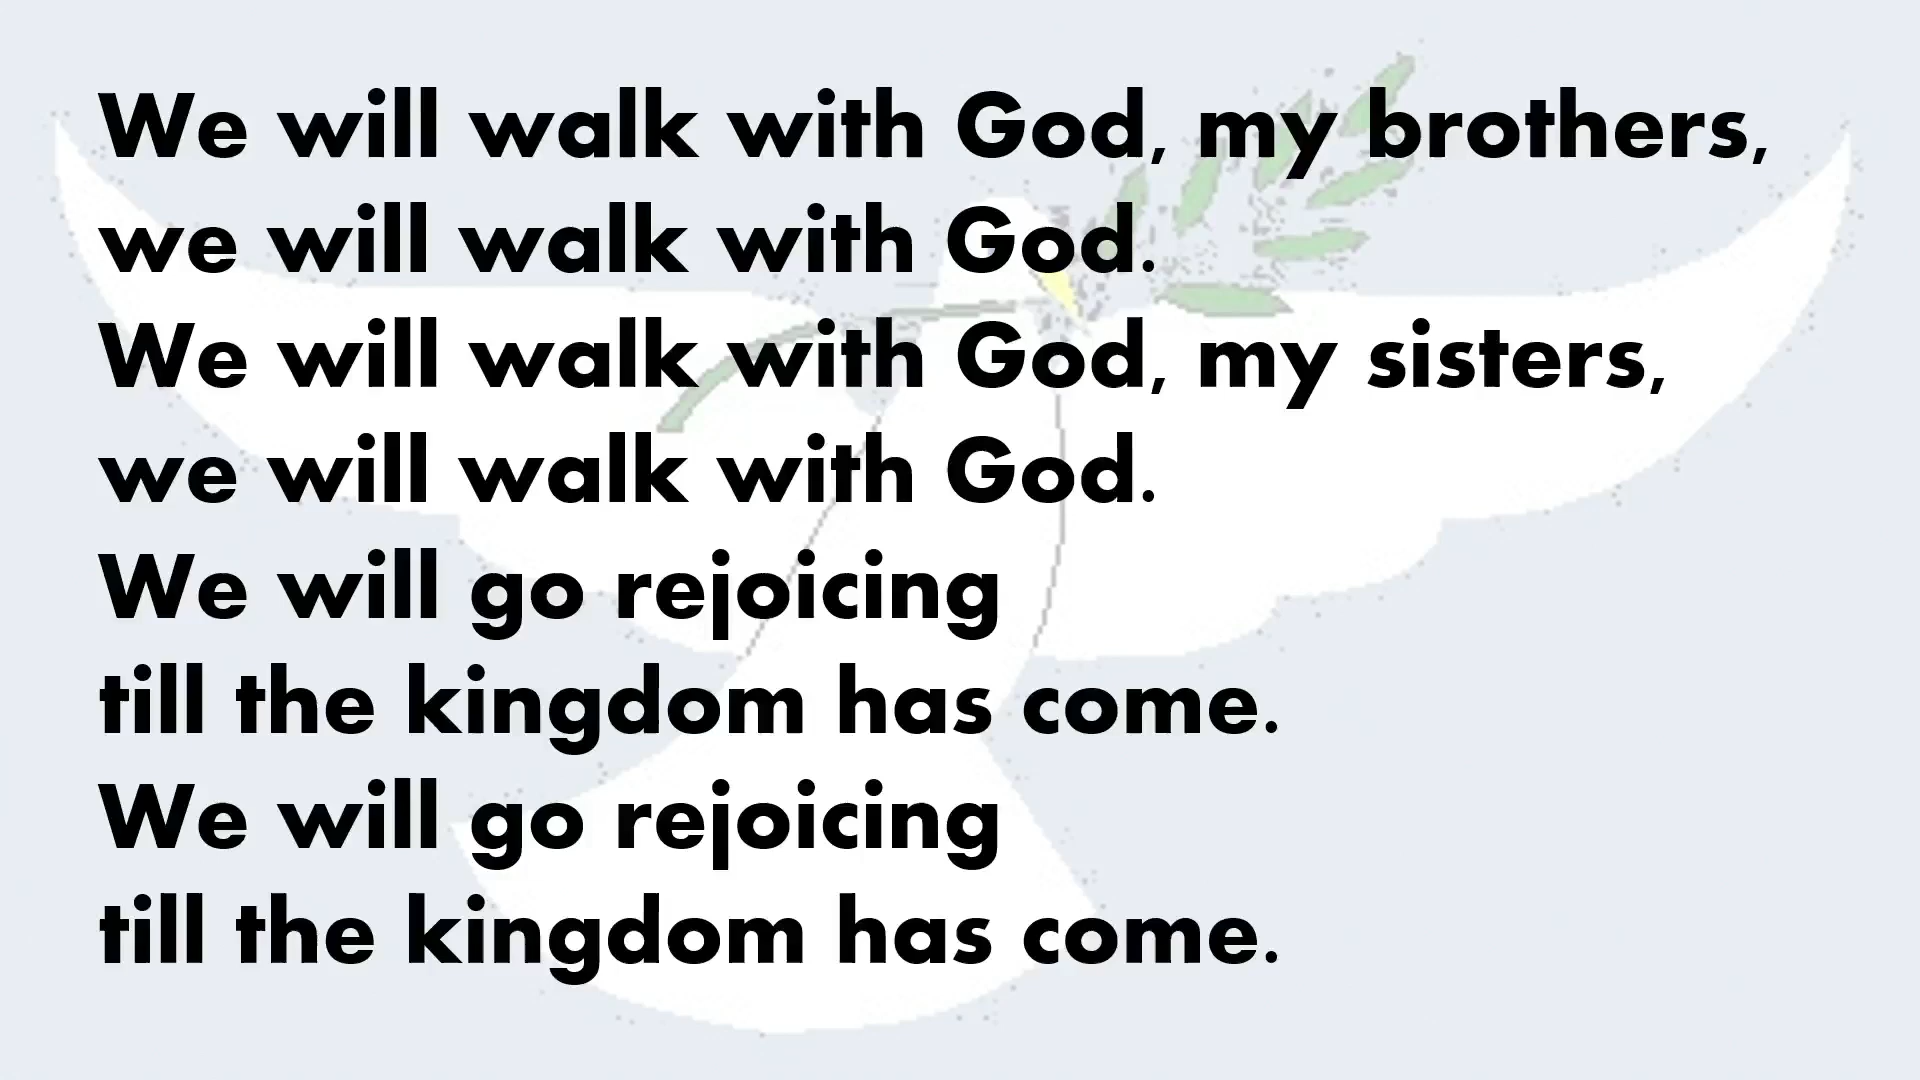 We will walk with God, my brothers,
we will walk with God.
We will walk with God, my sisters,
we will walk with God.
We will go rejoicing
till the kingdom has come.
We will go rejoicing
till the kingdom has come.